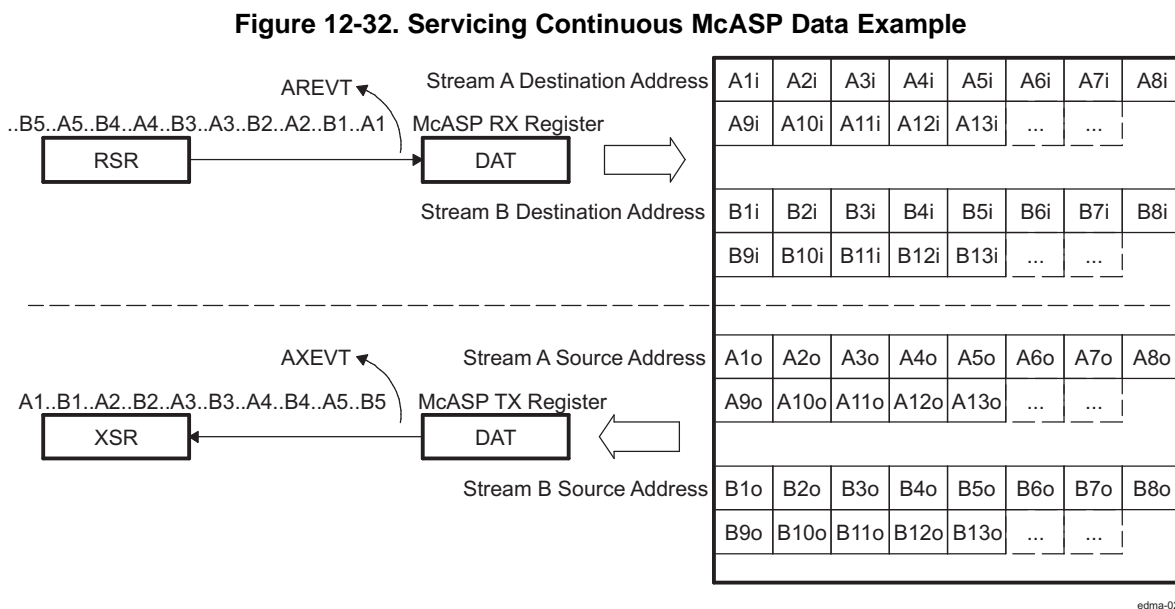 Figure 12-32. Servicing Continuous McASP Data Example
AREVT
Stream A Destination Address
A1i A2i A3i A4i A5i A6i A7i A8i
..B5..A5..B4..A4..B3..A3..B2..A2..B1..A1
McASP RX Register
A9i A10i A11i A12i A13i ... ...
RSR
DAT
Stream B Destination Address
B1i B2i B3i B4i B5i B6i B7i B8i
B9i B10i B11i B12i B13i ... ...
AXEVT
Stream A Source Address
A1o A2o A3o A4o A5o A6o A7o A8o
A1..B1..A2..B2..A3..B3..A4..B4..A5..B5
McASP TX Register
A9o A10o A11o A12o A13o ... ...
XSR
DAT
Stream B Source Address
B1o B2o B3o B4o B5o B6o B7o B8o
B9o B10o B11o B12o B13o ... ...